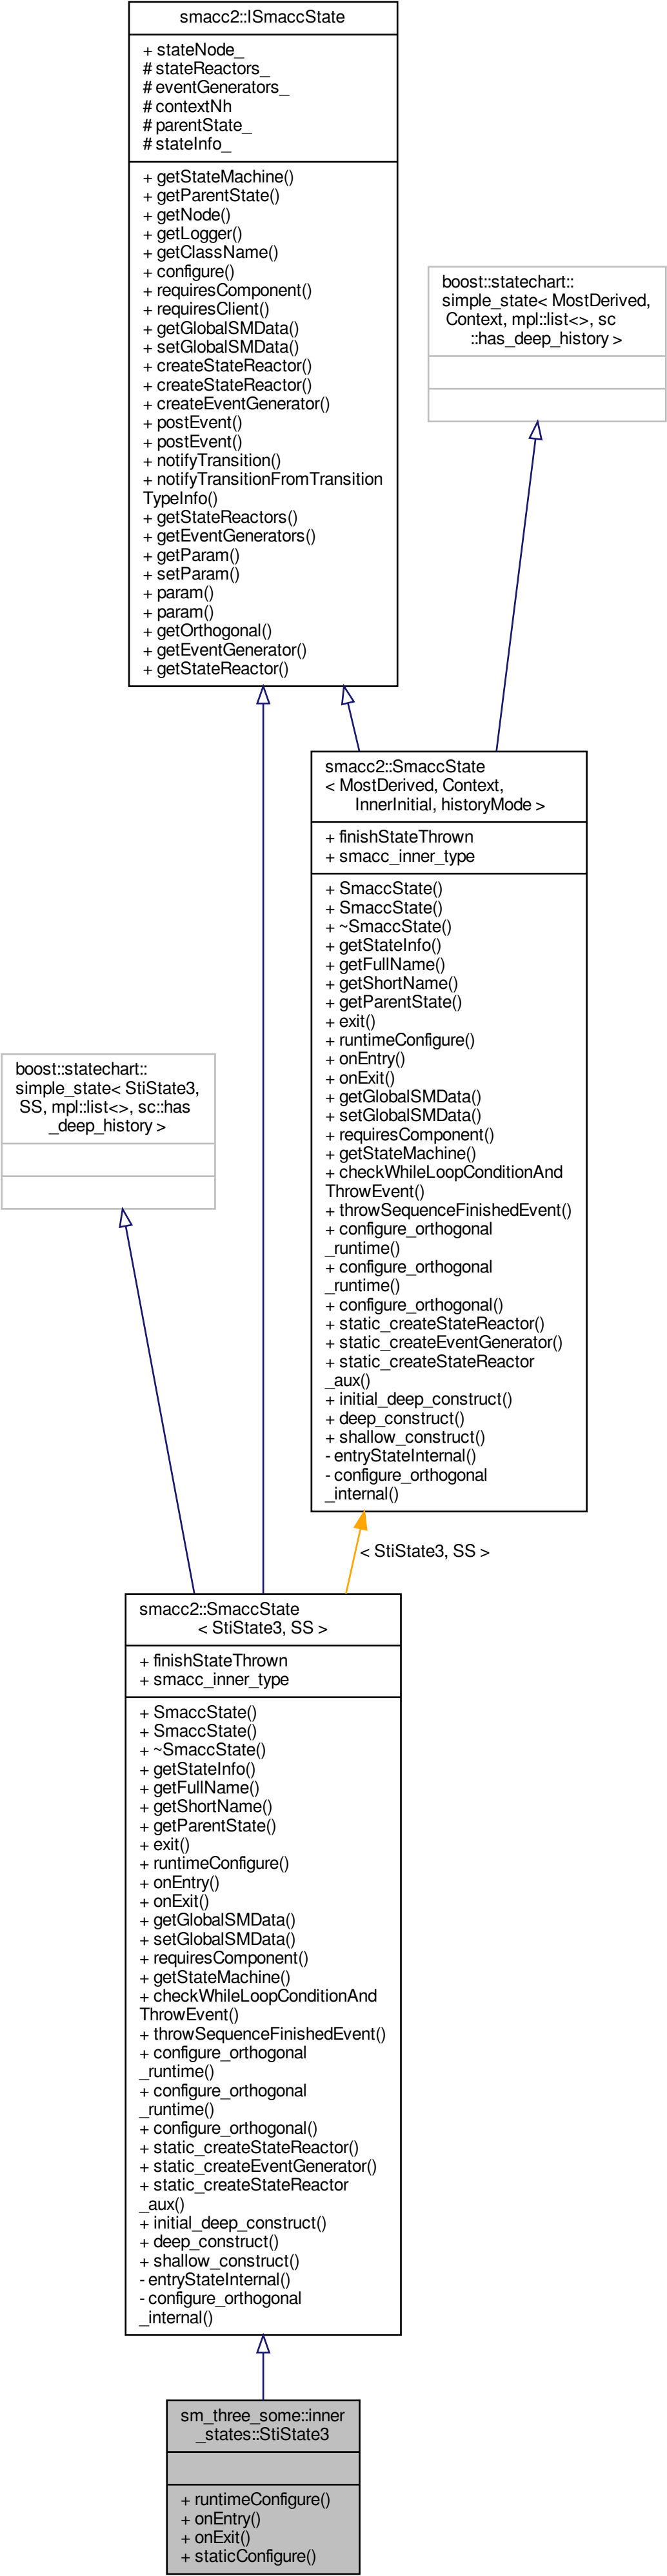 smacc2::ISmaccState
+ stateNode_
# stateReactors_
# eventGenerators_
# contextNh
# parentState_
# stateInfo_
+ getStateMachine()
+ getParentState()
+ getNode()
+ getLogger()
+ getClassName()
+ configure()
+ requiresComponent()
+ requiresClient()
+ getGlobalSMData()
+ setGlobalSMData()
+ createStateReactor()
+ createStateReactor()
+ createEventGenerator()
+ postEvent()
+ postEvent()
+ notifyTransition()
+ notifyTransitionFromTransition
TypeInfo()
+ getStateReactors()
+ getEventGenerators()
+ getParam()
+ setParam()
+ param()
+ param()
+ getOrthogonal()
+ getEventGenerator()
+ getStateReactor()
boost::statechart::
simple_state< MostDerived,
Context, mpl::list<>, sc
::has_deep_history >
smacc2::SmaccState
< MostDerived, Context,
InnerInitial, historyMode >
+ finishStateThrown
+ smacc_inner_type
+ SmaccState()
+ SmaccState()
+ ~SmaccState()
+ getStateInfo()
+ getFullName()
+ getShortName()
+ getParentState()
+ exit()
+ runtimeConfigure()
+ onEntry()
+ onExit()
+ getGlobalSMData()
+ setGlobalSMData()
+ requiresComponent()
+ getStateMachine()
+ checkWhileLoopConditionAnd
ThrowEvent()
+ throwSequenceFinishedEvent()
+ configure_orthogonal
_runtime()
+ configure_orthogonal
_runtime()
+ configure_orthogonal()
+ static_createStateReactor()
+ static_createEventGenerator()
+ static_createStateReactor
_aux()
+ initial_deep_construct()
+ deep_construct()
+ shallow_construct()
- entryStateInternal()
- configure_orthogonal
_internal()
boost::statechart::
simple_state< StiState3,
SS, mpl::list<>, sc::has
_deep_history >
< StiState3, SS >
smacc2::SmaccState
< StiState3, SS >
+ finishStateThrown
+ smacc_inner_type
+ SmaccState()
+ SmaccState()
+ ~SmaccState()
+ getStateInfo()
+ getFullName()
+ getShortName()
+ getParentState()
+ exit()
+ runtimeConfigure()
+ onEntry()
+ onExit()
+ getGlobalSMData()
+ setGlobalSMData()
+ requiresComponent()
+ getStateMachine()
+ checkWhileLoopConditionAnd
ThrowEvent()
+ throwSequenceFinishedEvent()
+ configure_orthogonal
_runtime()
+ configure_orthogonal
_runtime()
+ configure_orthogonal()
+ static_createStateReactor()
+ static_createEventGenerator()
+ static_createStateReactor
_aux()
+ initial_deep_construct()
+ deep_construct()
+ shallow_construct()
- entryStateInternal()
- configure_orthogonal
_internal()
sm_three_some::inner
_states::StiState3
+ runtimeConfigure()
+ onEntry()
+ onExit()
+ staticConfigure()